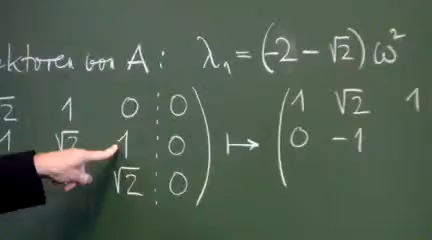 ktoren von A: λ₁ = (-2 - √2) ω²
√2 1 0 ⋮ 0 ) ↦ ( 1 √2 1
1 √2 1 ⋮ 0 0 -1
√2 ⋮ 0